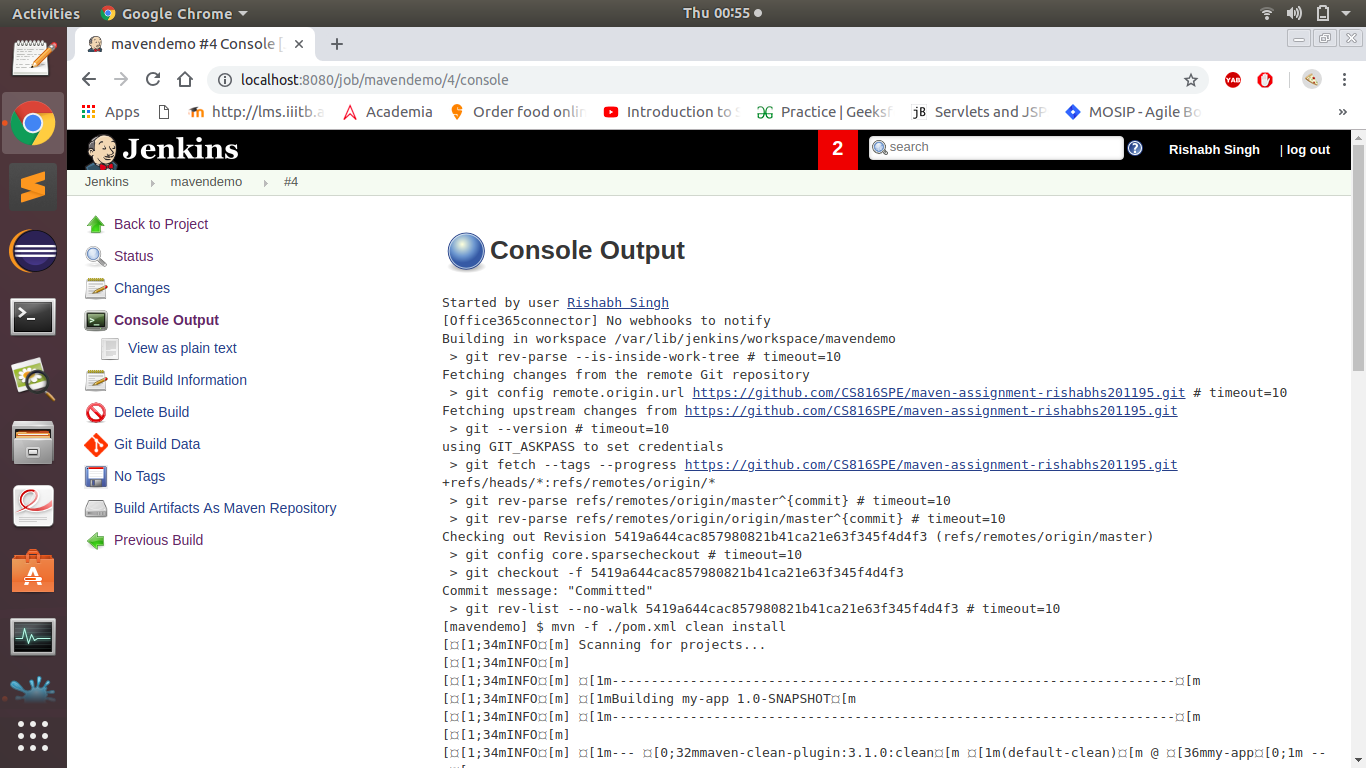 Activities Google Chrome Thu 00:55
mavendemo #4 Console [
localhost:8080/job/mavendemo/4/console
YAB
Apps http://lms.iiitb.a Academia Order food onlin Introduction to Practice | Geeksf jB Servlets and JSP MOSIP - Agile Bo »
Jenkins 2 search Rishabh Singh | log out
Jenkins mavendemo #4
Back to Project
Status
Changes
Console Output
View as plain text
Edit Build Information
Delete Build
Git Build Data
No Tags
Build Artifacts As Maven Repository
Previous Build
Console Output
Started by user Rishabh Singh
[Office365connector] No webhooks to notify
Building in workspace /var/lib/jenkins/workspace/mavendemo
 > git rev-parse --is-inside-work-tree # timeout=10
Fetching changes from the remote Git repository
 > git config remote.origin.url https://github.com/CS816SPE/maven-assignment-rishabhs201195.git # timeout=10
Fetching upstream changes from https://github.com/CS816SPE/maven-assignment-rishabhs201195.git
 > git --version # timeout=10
using GIT_ASKPASS to set credentials
 > git fetch --tags --progress https://github.com/CS816SPE/maven-assignment-rishabhs201195.git
+refs/heads/*:refs/remotes/origin/*
 > git rev-parse refs/remotes/origin/master^{commit} # timeout=10
 > git rev-parse refs/remotes/origin/origin/master^{commit} # timeout=10
Checking out Revision 5419a644cac857980821b41ca21e63f345f4d4f3 (refs/remotes/origin/master)
 > git config core.sparsecheckout # timeout=10
 > git checkout -f 5419a644cac857980821b41ca21e63f345f4d4f3
Commit message: "Committed"
 > git rev-list --no-walk 5419a644cac857980821b41ca21e63f345f4d4f3 # timeout=10
[mavendemo] $ mvn -f ./pom.xml clean install
[¤[1;34mINFO¤[m] Scanning for projects...
[¤[1;34mINFO¤[m]
[¤[1;34mINFO¤[m] ¤[1m------------------------------------------------------------------------¤[m
[¤[1;34mINFO¤[m] ¤[1mBuilding my-app 1.0-SNAPSHOT¤[m
[¤[1;34mINFO¤[m] ¤[1m------------------------------------------------------------------------¤[m
[¤[1;34mINFO¤[m]
[¤[1;34mINFO¤[m] ¤[1m--- ¤[0;32mmaven-clean-plugin:3.1.0:clean¤[m ¤[1m(default-clean)¤[m @ ¤[36mmy-app¤[0;1m --